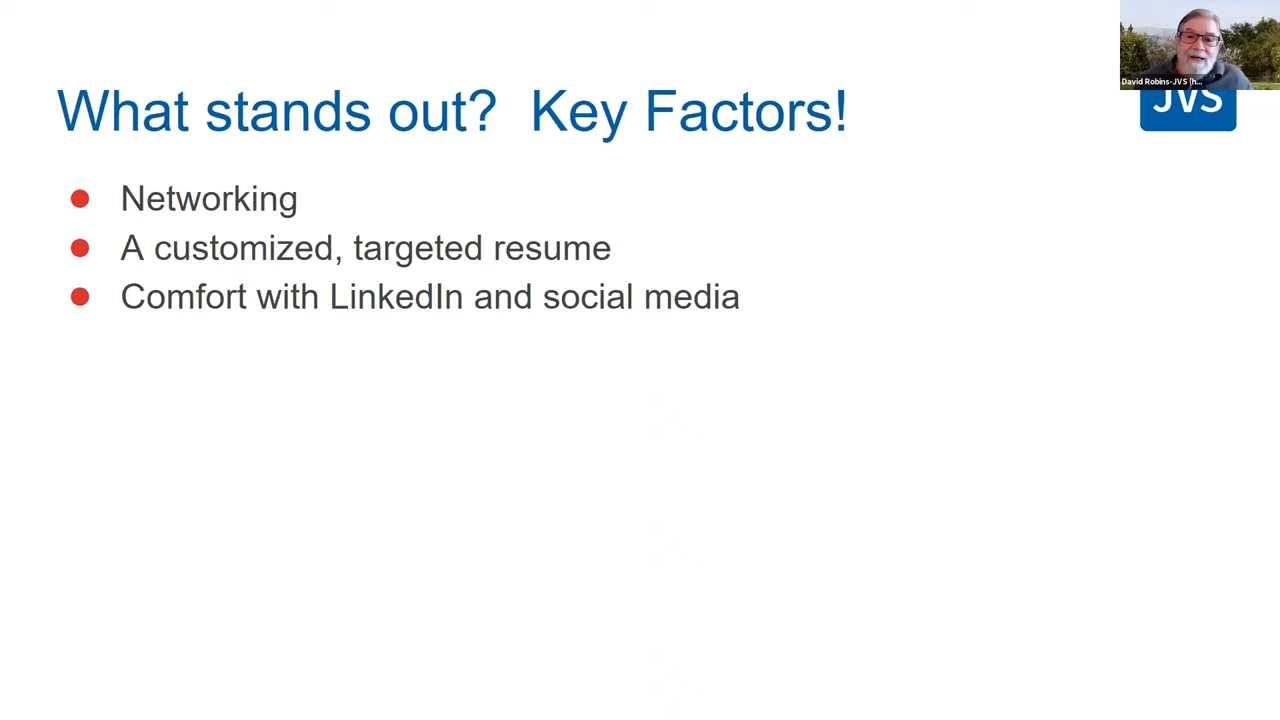 What stands out?  Key Factors!
David Robins-JVS (h...
JVS
Networking
A customized, targeted resume
Comfort with LinkedIn and social media